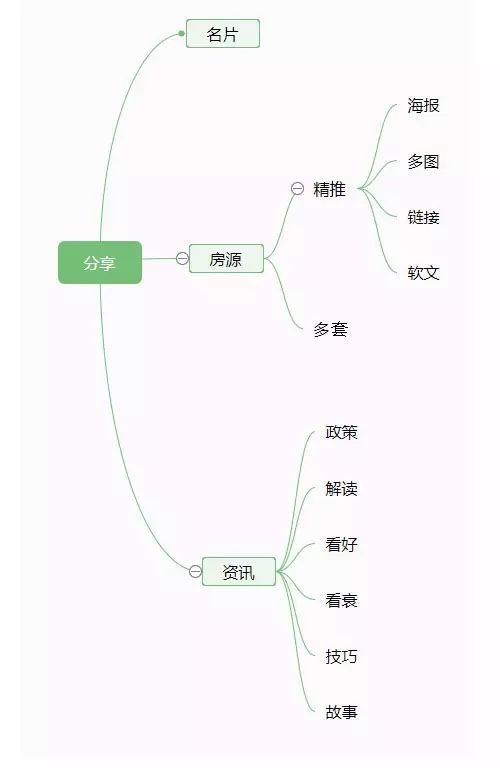 名片
海报
多图
精推
链接
分享
房源
软文
多套
政策
解读
看好
资讯
看衰
技巧
故事